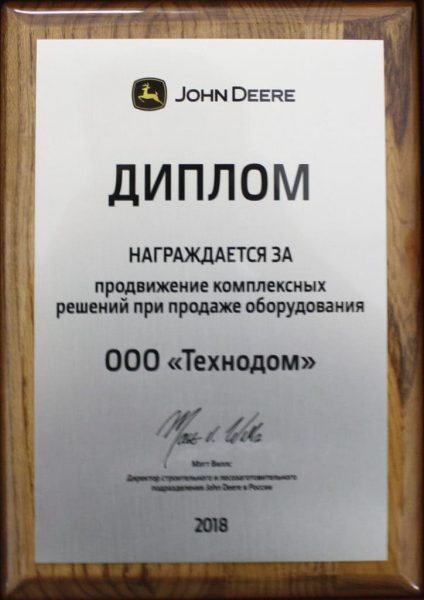 JOHN DEERE
ДИПЛОМ
НАГРАЖДАЕТСЯ ЗА
продвижение комплексных
решений при продаже оборудования
ООО «Технодом»
Мэтт Виллс
Директор строительного и лесозаготовительного
подразделения John Deere в России
2018